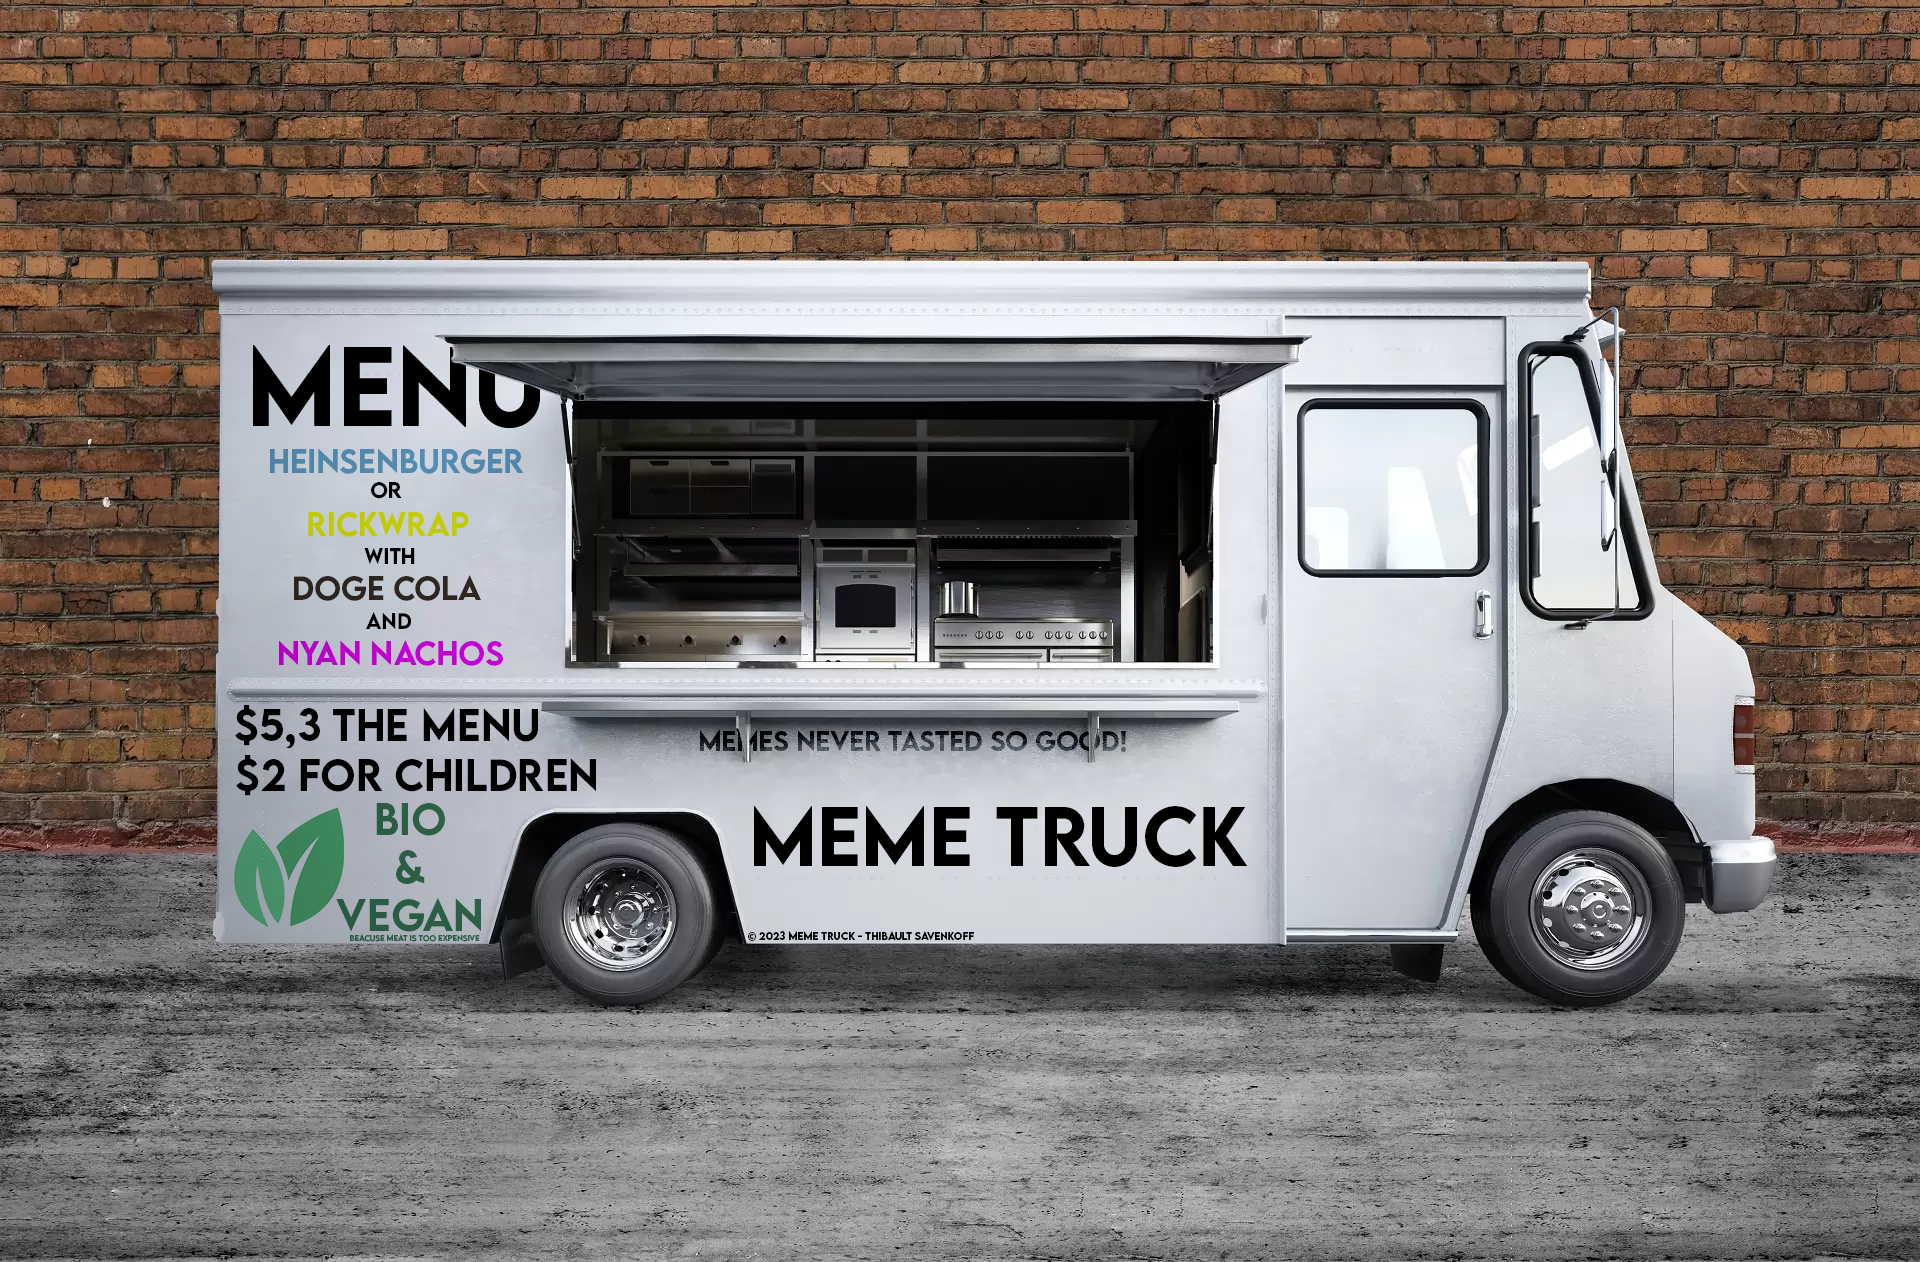 MENU
HEINSENBURGER
OR
RICKWRAP
WITH
DOGE COLA
AND
NYAN NACHOS
$5,3 THE MENU
$2 FOR CHILDREN
BIO
&
VEGAN
BEACUSE MEAT IS TOO EXPENSIVE
MEMES NEVER TASTED SO GOOD!
MEME TRUCK
© 2023 MEME TRUCK - THIBAULT SAVENKOFF